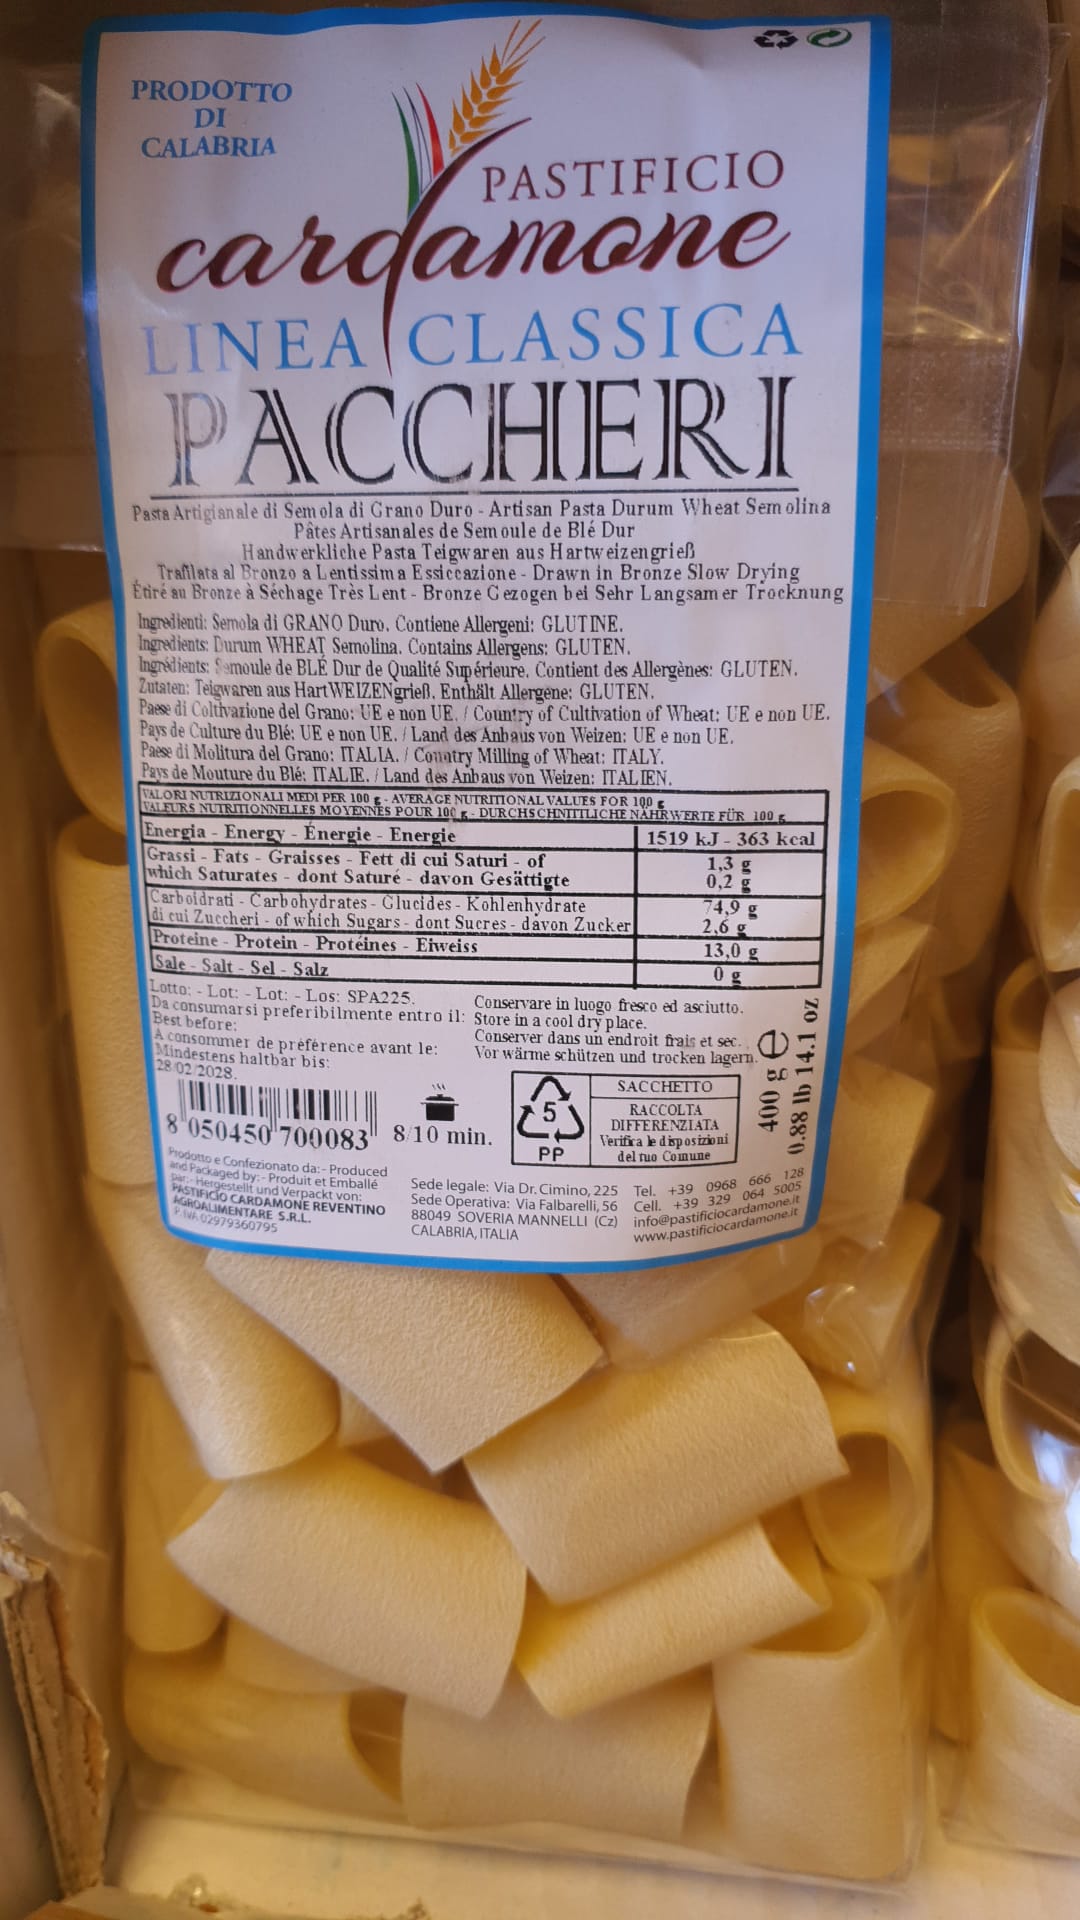 PRODOTTO
DI
CALABRIA
PASTIFICIO
cardamone
LINEA CLASSICA
PACCHERI
Pasta Artigianale di Semola di Grano Duro - Artisan Pasta Durum Wheat Semolina
Pâtes Artisanales de Semoule de Blé Dur
Handwerkliche Pasta Teigwaren aus Hartweizengrieß
Trafilata al Bronzo a Lentissima Essiccazione - Drawn in Bronze Slow Drying
Étiré au Bronze à Séchage Très Lent - Bronze Gezogen bei Sehr Langsamer Trocknung
Ingredienti: Semola di GRANO Duro. Contiene Allergeni: GLUTINE.
Ingredients: Durum WHEAT Semolina. Contains Allergens: GLUTEN.
Ingrédients: Semoule de BLÉ Dur de Qualité Supérieure. Contient des Allergènes: GLUTEN.
Zutaten: Teigwaren aus HartWEIZENgrieß. Enthält Allergene: GLUTEN.
Paese di Coltivazione del Grano: UE e non UE. / Country of Cultivation of Wheat: UE e non UE.
Pays de Culture du Blé: UE e non UE. / Land des Anbaus von Weizen: UE e non UE.
Paese di Molitura del Grano: ITALIA. / Country Milling of Wheat: ITALY.
Pays de Mouture du Blé: ITALIE. / Land des Anbaus von Weizen: ITALIEN.
VALORI NUTRIZIONALI MEDI PER 100 g - AVERAGE NUTRITIONAL VALUES FOR 100 g
VALEURS NUTRITIONNELLES MOYENNES POUR 100 g - DURCHSCHNITTLICHE NÄHRWERTE FÜR 100 g
Energia - Energy - Énergie - Energie 1519 kJ - 363 kcal
Grassi - Fats - Graisses - Fett di cui Saturi - of 1,3 g
which Saturates - dont Saturé - davon Gesättigte 0,2 g
Carboidrati - Carbohydrates - Glucides - Kohlenhydrate 74,9 g
di cui Zuccheri - of which Sugars - dont Sucres - davon Zucker 2,6 g
Proteine - Protein - Protéines - Eiweiss 13,0 g
Sale - Salt - Sel - Salz 0 g
Lotto: - Lot: - Lot: - Los: SPA225.
Da consumarsi preferibilmente entro il:
Best before:
À consommer de préférence avant le:
Mindestens haltbar bis:
28/02/2028.
Conservare in luogo fresco ed asciutto.
Store in a cool dry place.
Conserver dans un endroit frais et sec.
Vor wärme schützen und trocken lagern.
400 g e
0.88 lb 14.1 oz
8 050450 700083
8/10 min.
5
PP
SACCHETTO
RACCOLTA
DIFFERENZIATA
Verifica le disposizioni
del tuo Comune
Prodotto e Confezionato da: - Produced
and Packaged by: - Produit et Emballé
par: - Hergestellt und Verpackt von:
PASTIFICIO CARDAMONE REVENTINO
AGROALIMENTARE S.R.L.
P.IVA 02979360795
Sede legale: Via Dr. Cimino, 225
Sede Operativa: Via Falbarelli, 56
88049 SOVERIA MANNELLI (Cz)
CALABRIA, ITALIA
Tel. +39 0968 666 128
Cell. +39 329 064 5005
info@pastificiocardamone.it
www.pastificiocardamone.it